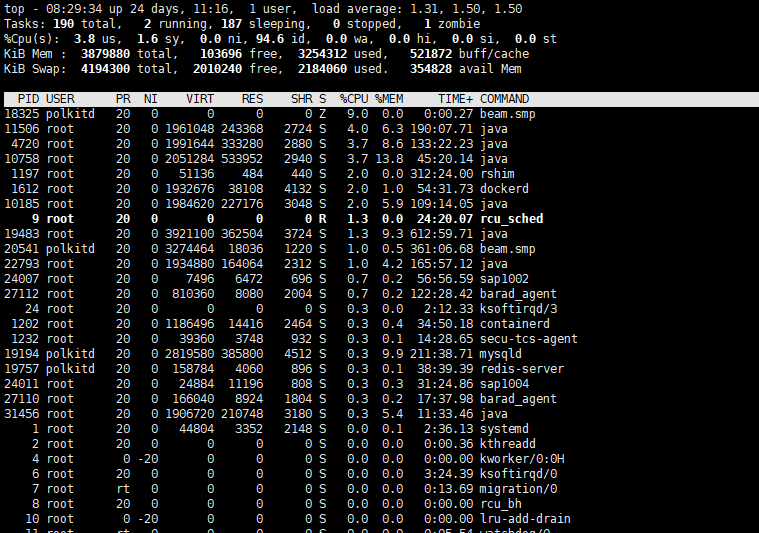 top - 08:29:34 up 24 days, 11:16,  1 user,  load average: 1.31, 1.50, 1.50
Tasks: 190 total,   2 running, 187 sleeping,   0 stopped,   1 zombie
%Cpu(s):  3.8 us,  1.6 sy,  0.0 ni, 94.6 id,  0.0 wa,  0.0 hi,  0.0 si,  0.0 st
KiB Mem :  3879880 total,   103696 free,  3254312 used,   521872 buff/cache
KiB Swap:  4194300 total,  2010240 free,  2184060 used.   354828 avail Mem
  PID USER      PR  NI    VIRT    RES    SHR S  %CPU %MEM     TIME+ COMMAND
18325 polkitd   20   0       0      0      0 Z   9.0  0.0   0:00.27 beam.smp
11506 root      20   0 1961048 243368   2724 S   4.0  6.3 190:07.71 java
 4720 root      20   0 1991644 333280   2880 S   3.7  8.6 133:22.23 java
10758 root      20   0 2051284 533952   2940 S   3.7 13.8  45:20.14 java
 1197 root      20   0   51136    484    440 S   2.0  0.0 312:24.00 rshim
 1612 root      20   0 1932676  38108   4132 S   2.0  1.0  54:31.73 dockerd
10185 root      20   0 1984620 227176   3048 S   2.0  5.9 109:14.05 java
    9 root      20   0       0      0      0 R   1.3  0.0  24:20.07 rcu_sched
19483 root      20   0 3921100 362504   3724 S   1.3  9.3 612:59.71 java
20541 polkitd   20   0 3274464  18036   1220 S   1.0  0.5 361:06.68 beam.smp
22793 root      20   0 1934880 164064   2312 S   1.0  4.2 165:57.12 java
24007 root      20   0    7496   6472    696 S   0.7  0.2  56:56.59 sap1002
27112 root      20   0  810360   8080   2004 S   0.7  0.2 122:28.42 barad_agent
   24 root      20   0       0      0      0 S   0.3  0.0   2:12.33 ksoftirqd/3
 1202 root      20   0 1186496  14416   2464 S   0.3  0.4  34:50.18 containerd
 1232 root      20   0   39360   3748    932 S   0.3  0.1  14:28.65 secu-tcs-agent
19194 polkitd   20   0 2819580 385800   4512 S   0.3  9.9 211:38.71 mysqld
19757 polkitd   20   0  158784   4060    896 S   0.3  0.1  38:39.39 redis-server
24011 root      20   0   24884  11196    808 S   0.3  0.3  31:24.86 sap1004
27110 root      20   0  166040   8924   1804 S   0.3  0.2  17:37.98 barad_agent
31456 root      20   0 1906720 210748   3180 S   0.3  5.4  11:33.46 java
    1 root      20   0   44804   3352   2148 S   0.0  0.1   2:36.13 systemd
    2 root      20   0       0      0      0 S   0.0  0.0   0:00.36 kthreadd
    4 root       0 -20       0      0      0 S   0.0  0.0   0:00.00 kworker/0:0H
    6 root      20   0       0      0      0 S   0.0  0.0   3:24.39 ksoftirqd/0
    7 root      rt   0       0      0      0 S   0.0  0.0   0:13.69 migration/0
    8 root      20   0       0      0      0 S   0.0  0.0   0:00.00 rcu_bh
   10 root       0 -20       0      0      0 S   0.0  0.0   0:00.00 lru-add-drain
   11 root      rt   0       0      0      0 S   0.0  0.0   0:05.54 watchdog/0